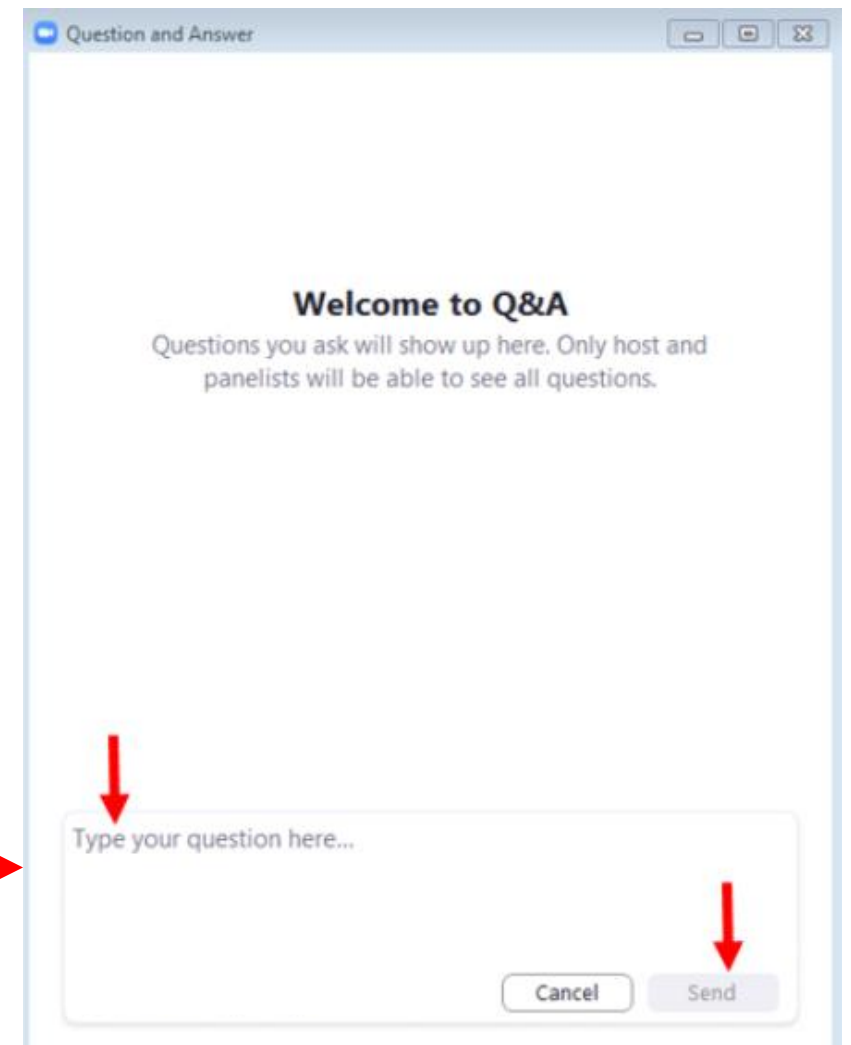 Question and Answer
Welcome to Q&A
Questions you ask will show up here. Only host and
panelists will be able to see all questions.
Type your question here...
Cancel
Send